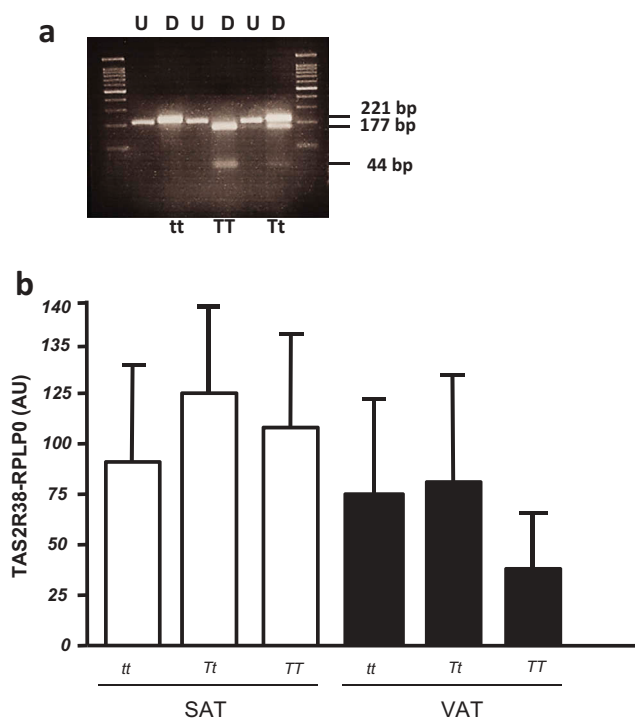 a
U D U D U D
221 bp
177 bp
44 bp
tt TT Tt
b
TAS2R38-RPLP0 (AU)
140
135
125
100
75
50
25
0
tt Tt TT tt Tt TT
SAT VAT